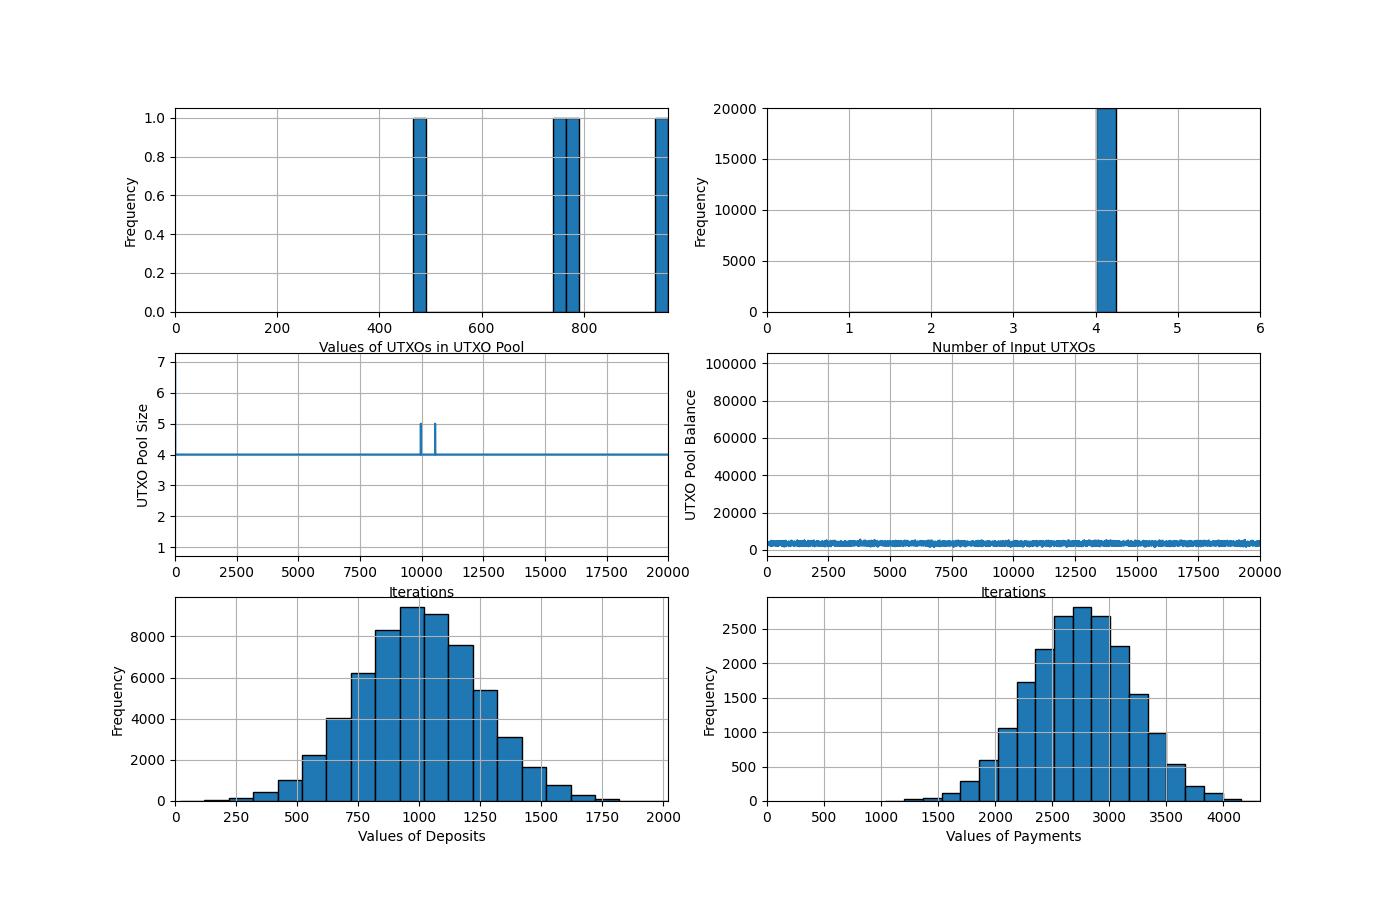 1.0
0.8
0.6
0.4
0.2
0.0
Frequency
0 200 400 600 800
Values of UTXOs in UTXO Pool
20000
15000
10000
5000
0
Frequency
0 1 2 3 4 5 6
Number of Input UTXOs
7
6
5
4
3
2
1
UTXO Pool Size
0 2500 5000 7500 10000 12500 15000 17500 20000
Iterations
100000
80000
60000
40000
20000
0
UTXO Pool Balance
0 2500 5000 7500 10000 12500 15000 17500 20000
Iterations
8000
6000
4000
2000
0
Frequency
0 250 500 750 1000 1250 1500 1750 2000
Values of Deposits
2500
2000
1500
1000
500
0
Frequency
0 500 1000 1500 2000 2500 3000 3500 4000
Values of Payments